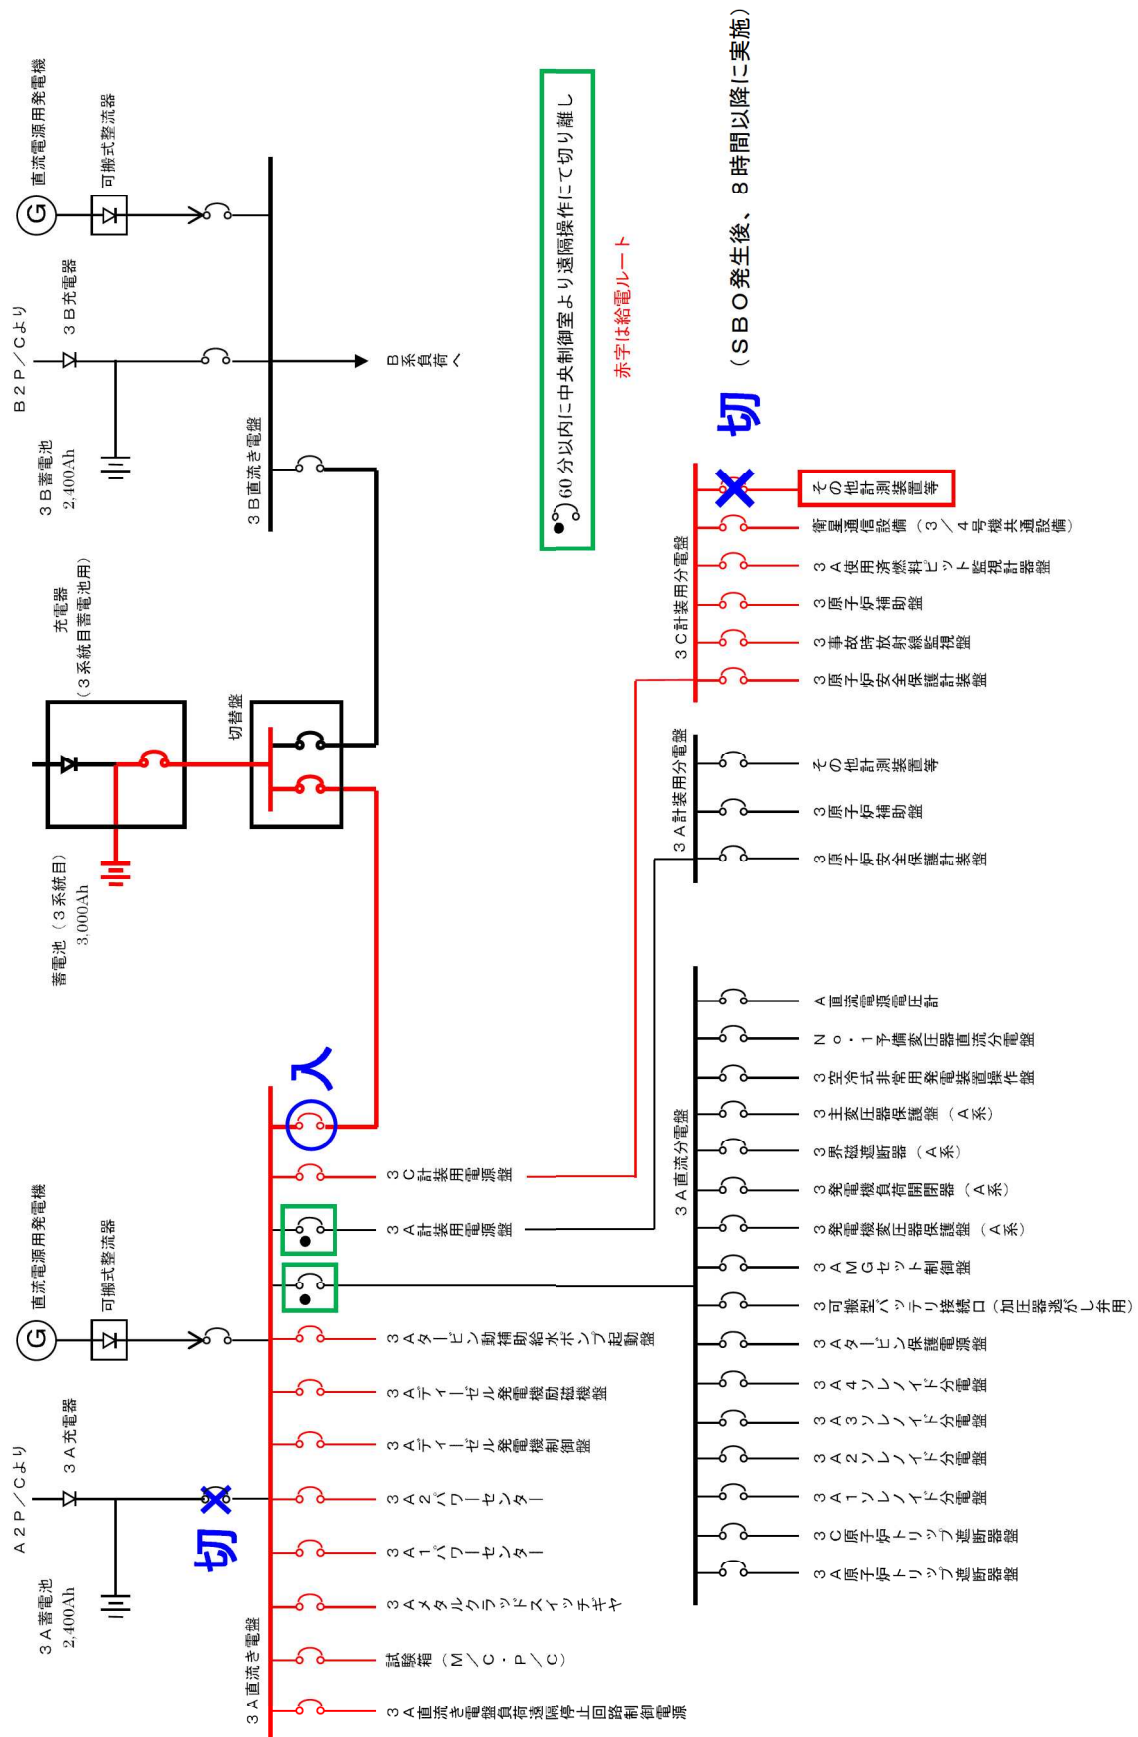 A2P/Cより
3A蓄電池
2,400Ah
3A充電器
直流電源用発電機
G
可搬式整流器
切
入
3A直流き電盤
3A直流き電盤負荷遠隔停止回路制御電源
試験箱(M/C・P/C)
3Aメタルクラッドスイッチギヤ
3A1パワーセンター
3A2パワーセンター
3Aディーゼル発電機制御盤
3Aディーゼル発電機励磁機盤
3Aタービン動補助給水ポンプ起動盤
3A計装用電源盤
3C計装用電源盤
蓄電池(3系統目)
3,000Ah
充電器
(3系統目蓄電池用)
切替盤
B2P/Cより
3B蓄電池
2,400Ah
3B充電器
直流電源用発電機
G
可搬式整流器
3B直流き電盤
B系
負荷へ
60分以内に中央制御室より遠隔操作にて切り離し
赤字は給電ルート
3A直流分電盤
3A原子炉トリップ遮断器盤
3C原子炉トリップ遮断器盤
3A1ソレノイド分電盤
3A2ソレノイド分電盤
3A3ソレノイド分電盤
3A4ソレノイド分電盤
3Aタービン保護電源盤
3可搬型バッテリ接続口(加圧器逃がし弁用)
3AMGセット制御盤
3発電機変圧器保護盤(A系)
3発電機負荷開閉器(A系)
3界磁遮断器(A系)
3主変圧器保護盤(A系)
3空冷式非常用発電装置操作盤
No.1予備変圧器直流分電盤
A直流電源電圧計
3A計装用分電盤
3原子炉安全保護計装盤
3原子炉補助盤
その他計測装置等
3C計装用分電盤
3原子炉安全保護計装盤
3事故時放射線監視盤
3原子炉補助盤
3A使用済燃料ピット監視計器盤
衛星通信設備(3/4号機共通設備)
その他計測装置等
切
(SBO発生後、8時間以降に実施)